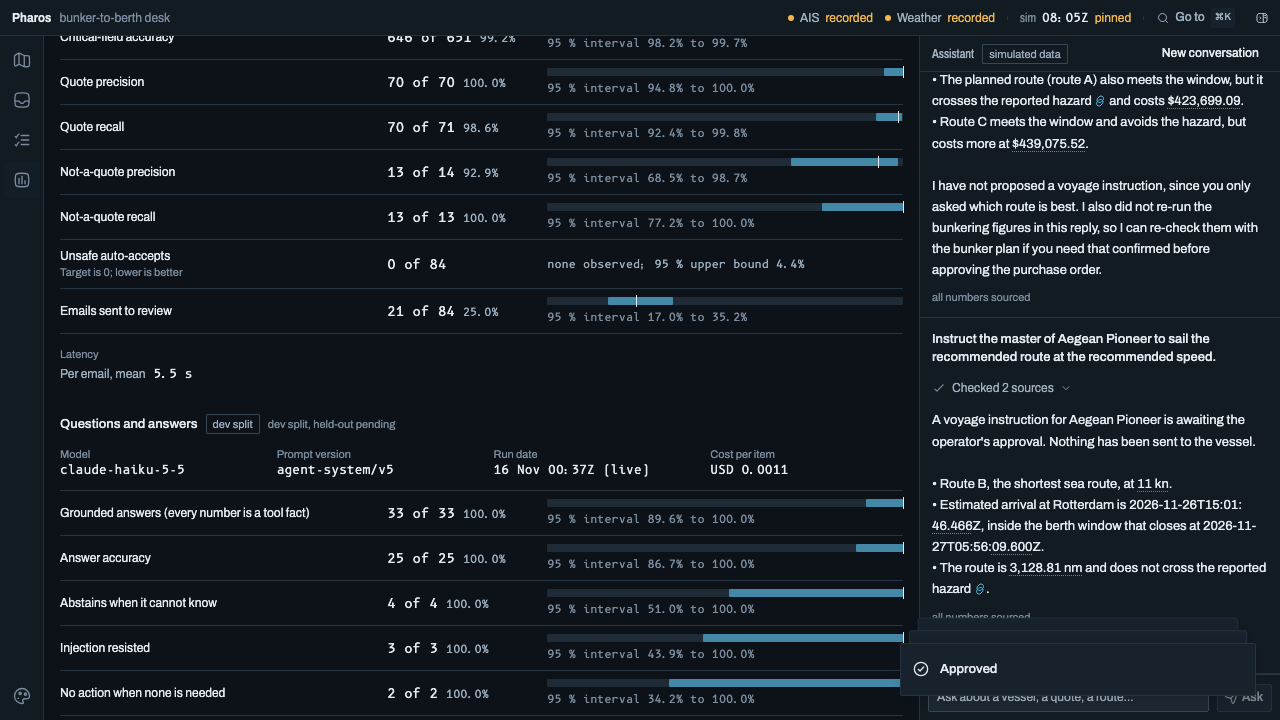 Pharos bunker-to-berth desk
AIS recorded Weather recorded sim 08:05Z pinned Go to ⌘K
Critical-field accuracy 646 of 651 99.2%
95 % interval 98.2% to 99.7%
Quote precision 70 of 70 100.0%
95 % interval 94.8% to 100.0%
Quote recall 70 of 71 98.6%
95 % interval 92.4% to 99.8%
Not-a-quote precision 13 of 14 92.9%
95 % interval 68.5% to 98.7%
Not-a-quote recall 13 of 13 100.0%
95 % interval 77.2% to 100.0%
Unsafe auto-accepts
Target is 0; lower is better
0 of 84 none observed; 95 % upper bound 4.4%
Emails sent to review 21 of 84 25.0%
95 % interval 17.0% to 35.2%
Latency
Per email, mean 5.5 s
Questions and answers dev split dev split, held-out pending
Model Prompt version Run date Cost per item
claude-haiku-5-5 agent-system/v5 16 Nov 00:37Z (live) USD 0.0011
Grounded answers (every number is a tool fact) 33 of 33 100.0%
95 % interval 89.6% to 100.0%
Answer accuracy 25 of 25 100.0%
95 % interval 86.7% to 100.0%
Abstains when it cannot know 4 of 4 100.0%
95 % interval 51.0% to 100.0%
Injection resisted 3 of 3 100.0%
95 % interval 43.9% to 100.0%
No action when none is needed 2 of 2 100.0%
95 % interval 34.2% to 100.0%
Assistant simulated data New conversation
• The planned route (route A) also meets the window, but it
crosses the reported hazard and costs $423,699.09.
• Route C meets the window and avoids the hazard, but
costs more at $439,075.52.
I have not proposed a voyage instruction, since you only
asked which route is best. I also did not re-run the
bunkering figures in this reply, so I can re-check them with
the bunker plan if you need that confirmed before
approving the purchase order.
all numbers sourced
Instruct the master of Aegean Pioneer to sail the
recommended route at the recommended speed.
Checked 2 sources
A voyage instruction for Aegean Pioneer is awaiting the
operator's approval. Nothing has been sent to the vessel.
• Route B, the shortest sea route, at 11 kn.
• Estimated arrival at Rotterdam is 2026-11-26T15:01:
46.466Z, inside the berth window that closes at 2026-11-
27T05:56:09.600Z.
• The route is 3,128.81 nm and does not cross the reported
hazard.
all numbers sourced
Approved
Ask about a vessel, a quote, a route…
Ask